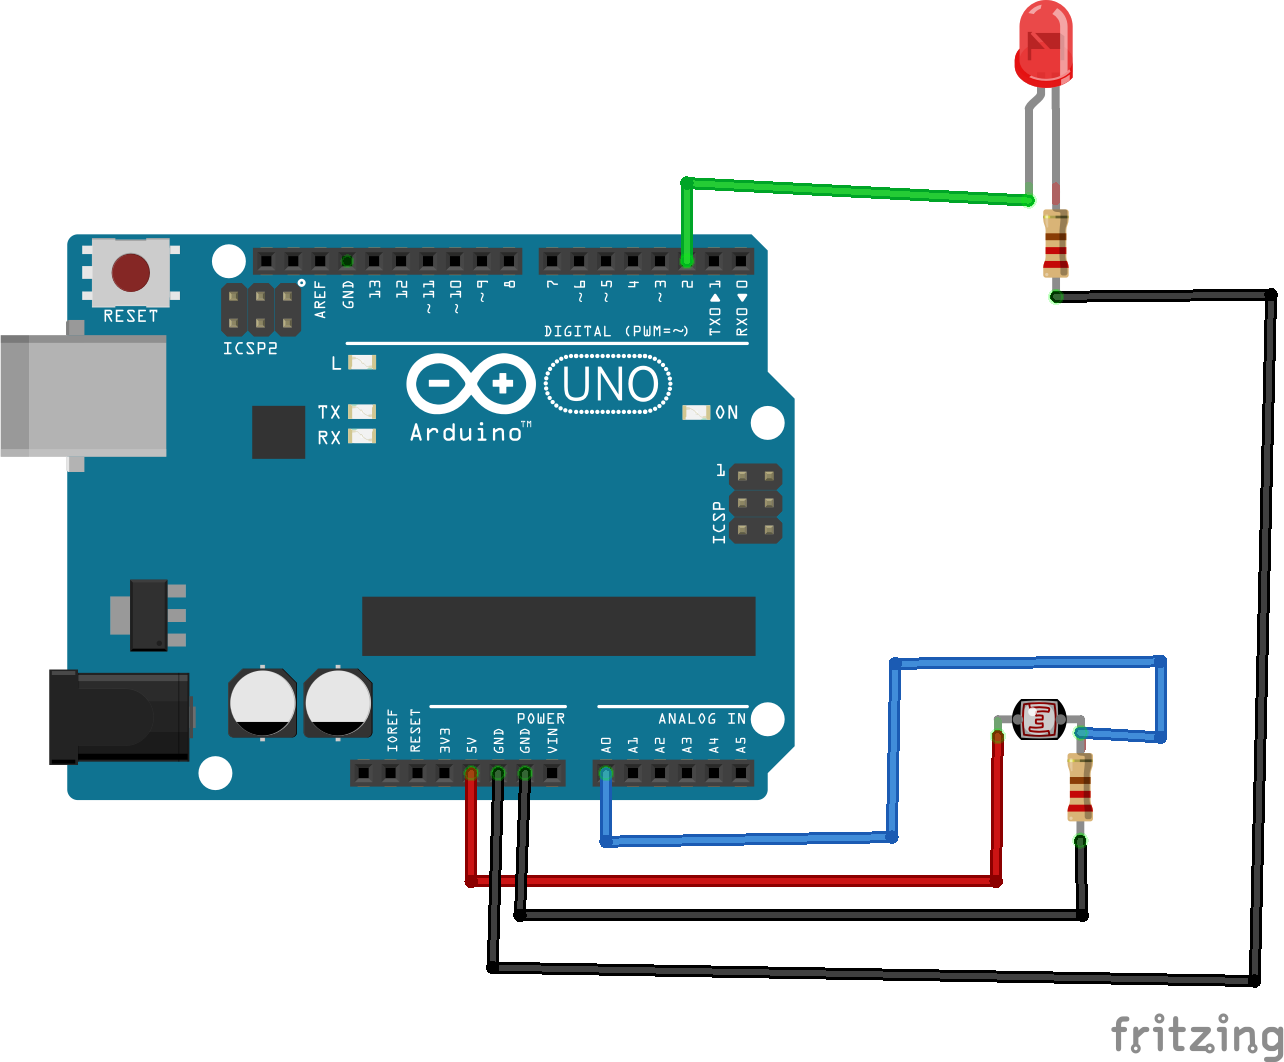 RESET
ICSP2
AREF
GND
13
12
~11
~10
~9
8
7
~6
~5
4
~3
2
TX0▶1
RX0◀0
DIGITAL (PWM=~)
L
TX
RX
UNO
Arduino™
ON
1
ICSP
IOREF
RESET
3V3
5V
GND
GND
VIN
POWER
ANALOG IN
A0
A1
A2
A3
A4
A5
fritzing